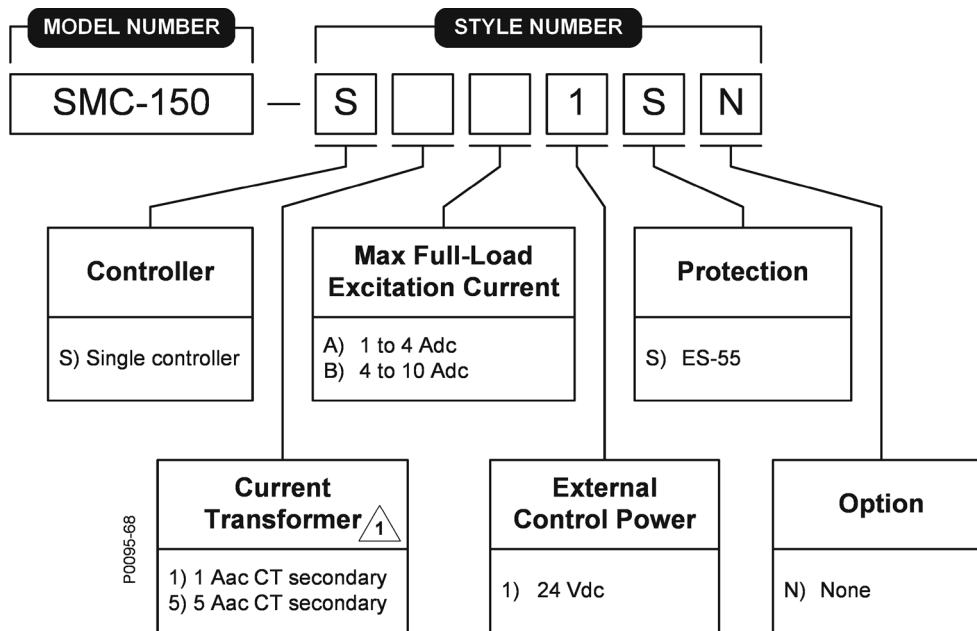 MODEL NUMBER
STYLE NUMBER
SMC-150 — S 1 S N
Controller
S) Single controller
Max Full-Load
Excitation Current
A) 1 to 4 Adc
B) 4 to 10 Adc
Protection
S) ES-55
Current
Transformer 1
1) 1 Aac CT secondary
5) 5 Aac CT secondary
External
Control Power
1) 24 Vdc
Option
N) None
P0095-68